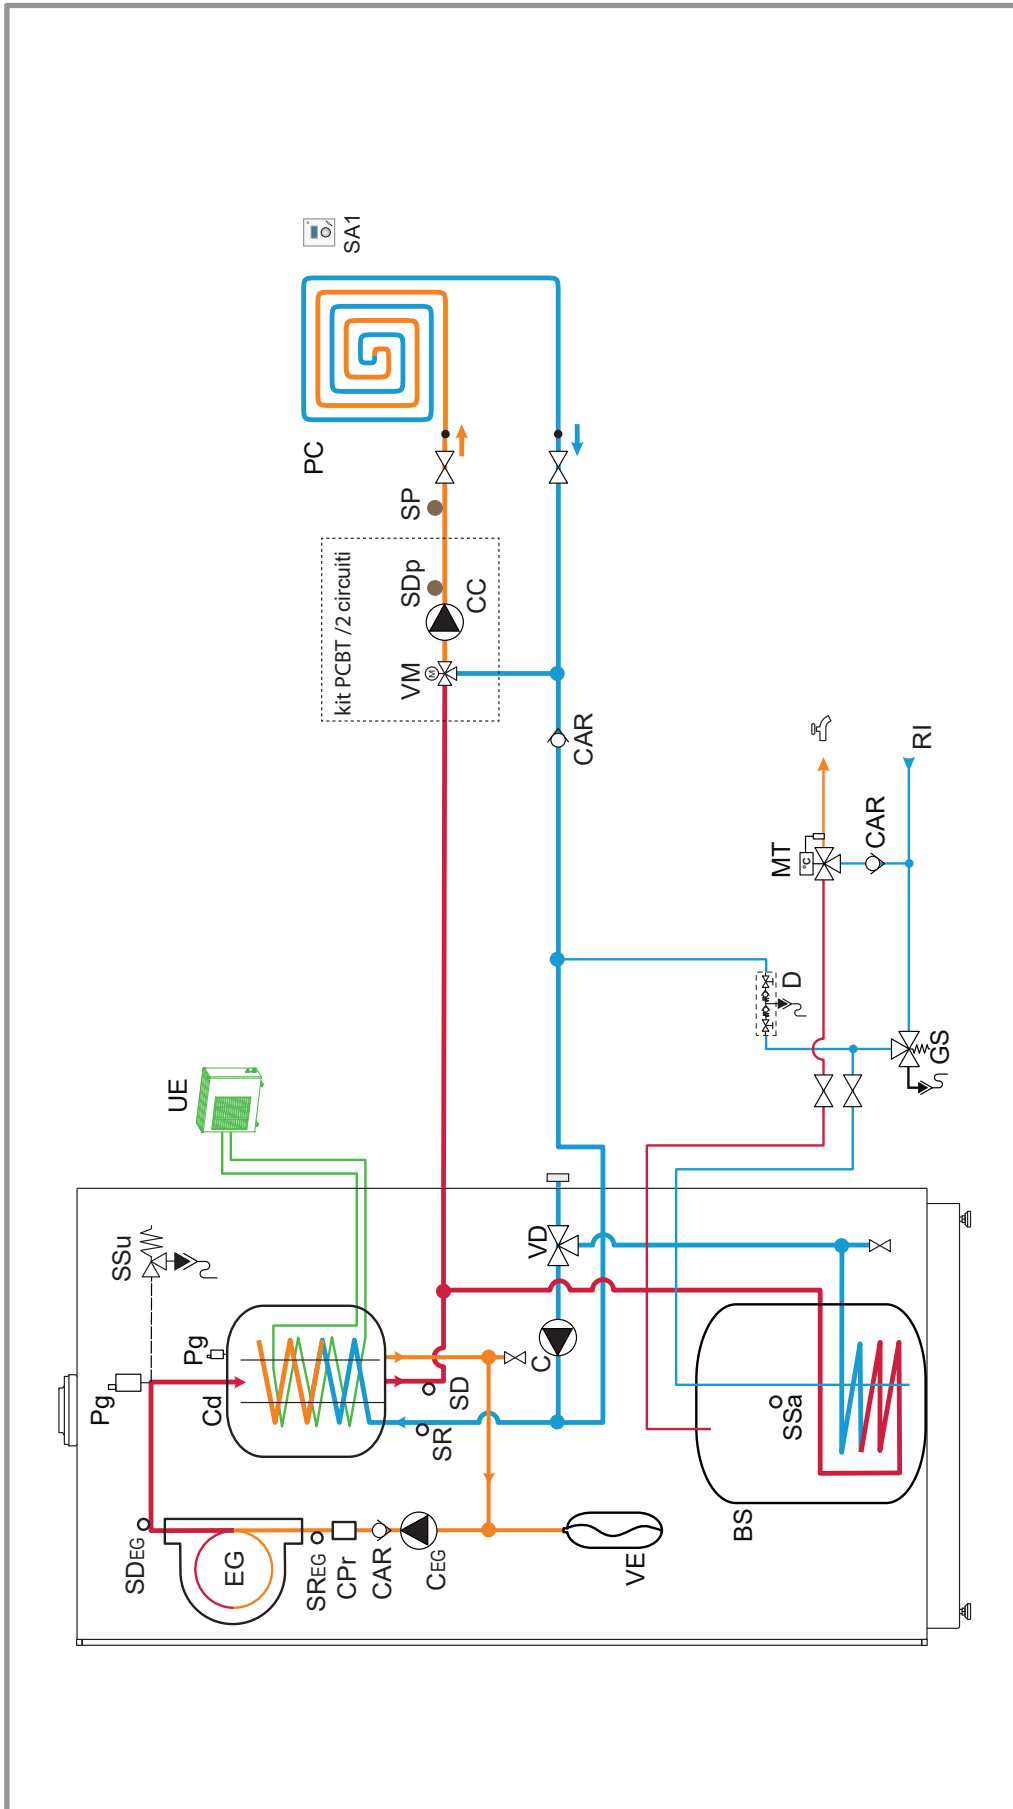 SA1
PC
SP
kit PCBT /2 circuiti
SDp
CC
VM
M
CAR
RI
CAR
MT
°C
D
GS
UE
SSu
VD
Pg
Pg
Cd
C
SD
SR
SSa
BS
SDEG
EG
SREG
CPr
CAR
CEG
VE